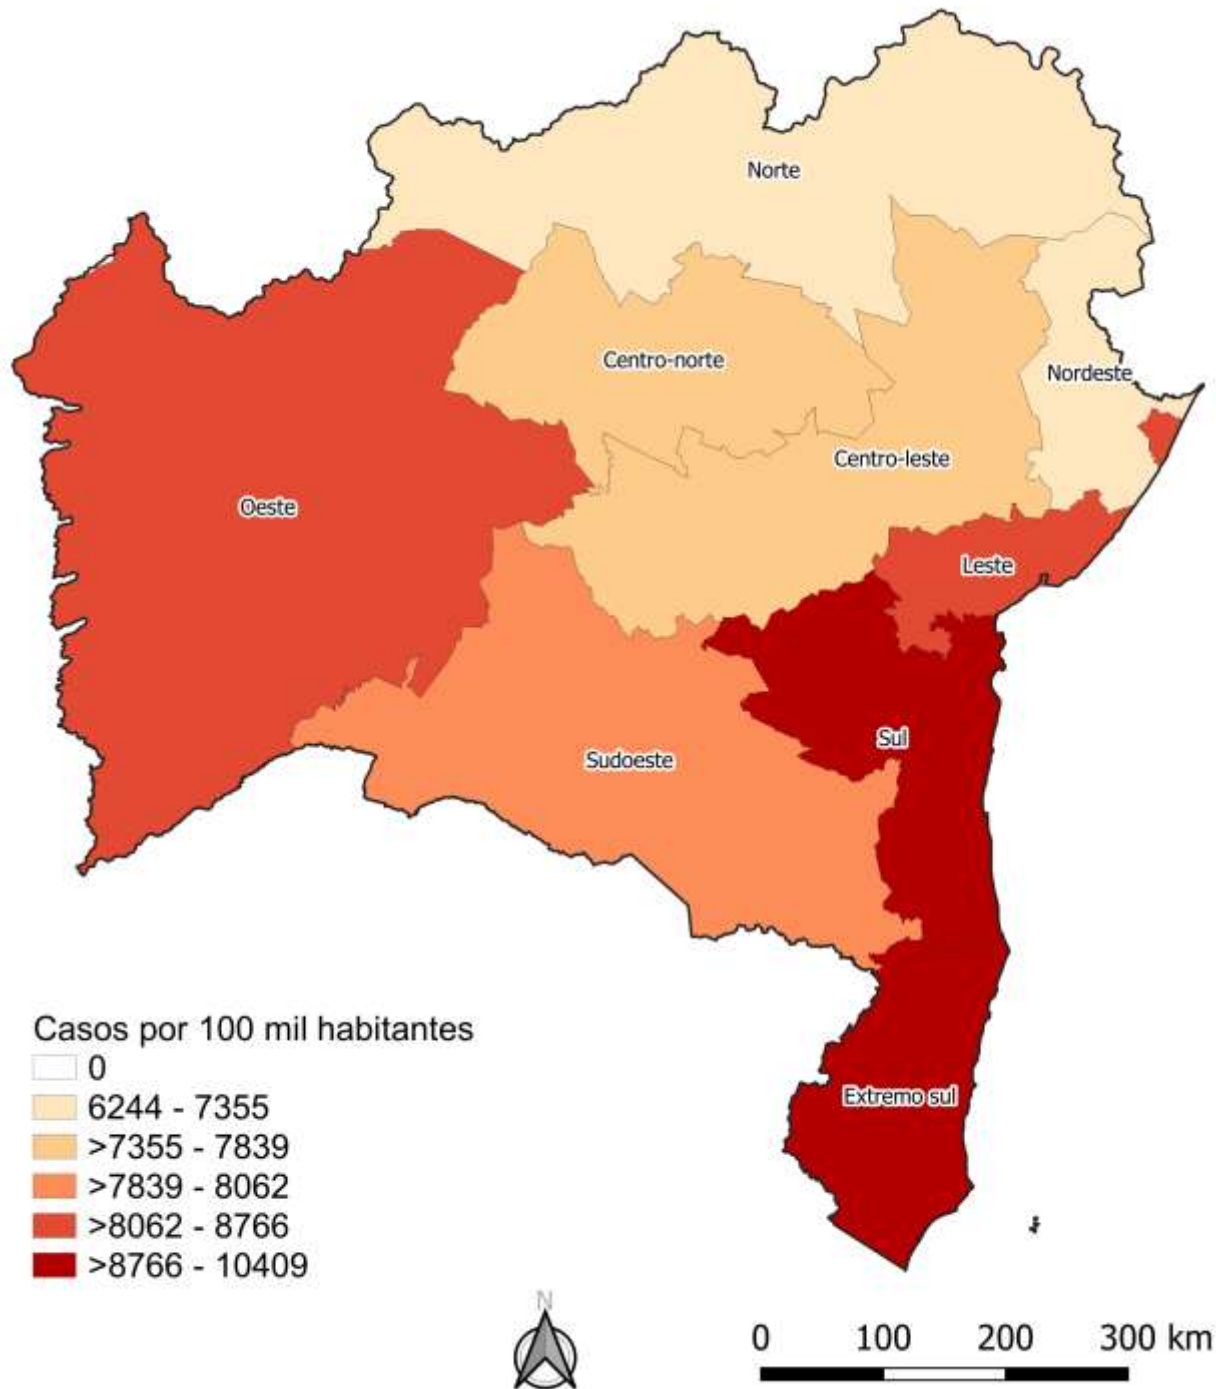 Norte
Centro-norte
Nordeste
Centro-leste
Oeste
Leste
Sul
Sudoeste
Extremo sul
Casos por 100 mil habitantes
0
6244 - 7355
>7355 - 7839
>7839 - 8062
>8062 - 8766
>8766 - 10409
N
0 100 200 300 km